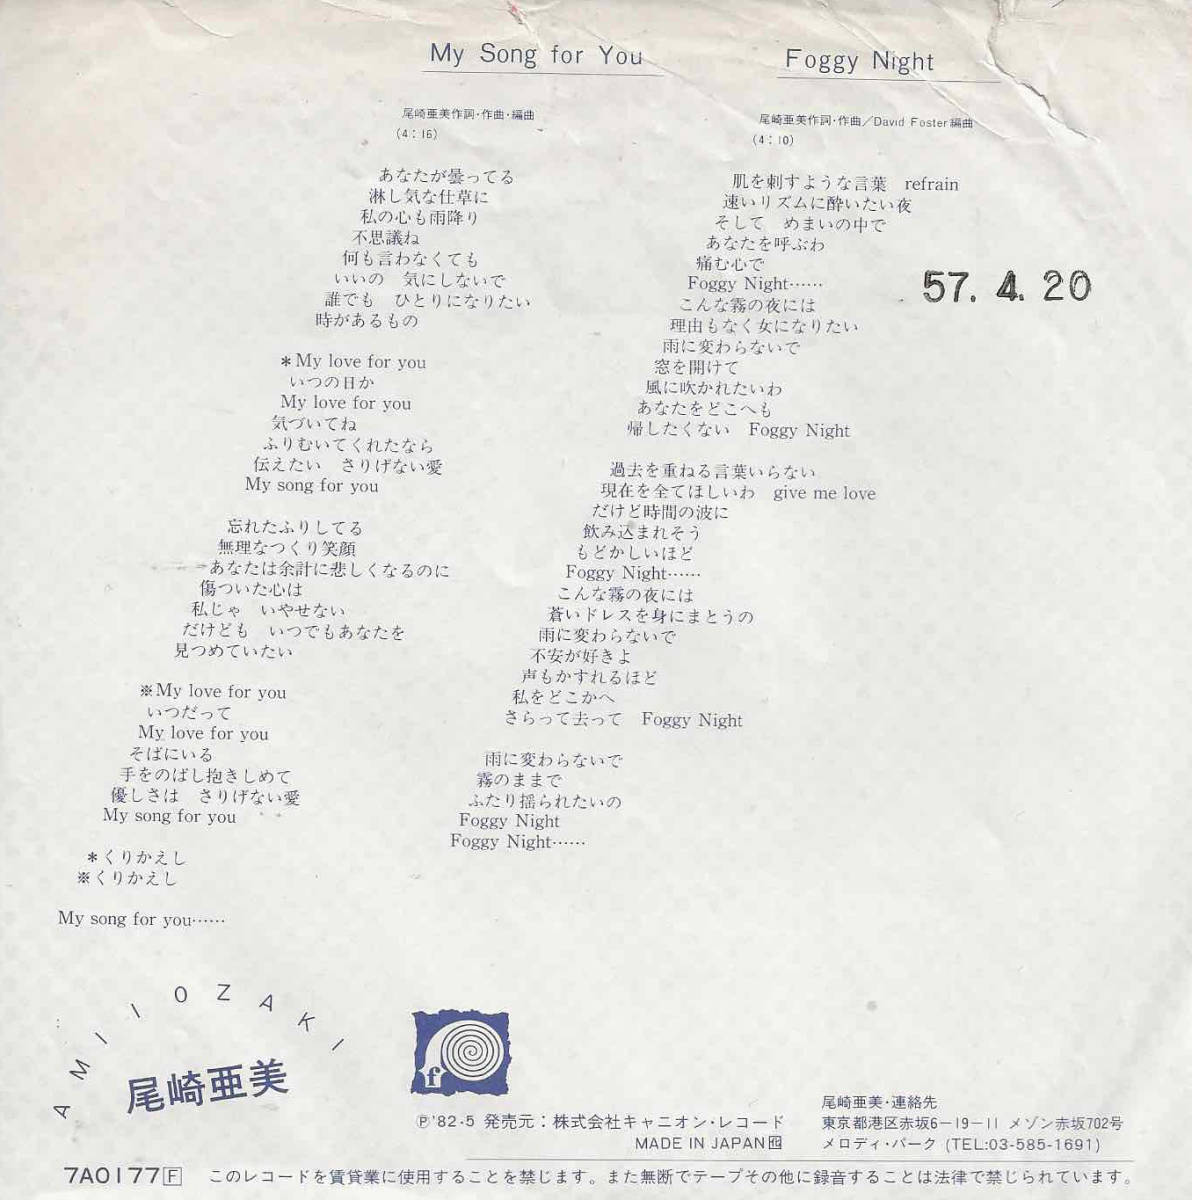 My Song for You
尾崎亜美作詞・作曲・編曲
(4:16)
あなたが曇ってる
淋し気な仕草に
私の心も雨降り
不思議ね
何も言わなくても
いいの　気にしないで
誰でも　ひとりになりたい
時があるもの
＊My love for you
いつの日か
My love for you
気づいてね
ふりむいてくれたなら
伝えたい　さりげない愛
My song for you
忘れたふりしてる
無理なつくり笑顔
あなたは余計に悲しくなるのに
傷ついた心は
私じゃ　いやせない
だけども　いつでもあなたを
見つめていたい
※My love for you
いつだって
My love for you
そばにいる
手をのばし抱きしめて
優しさは　さりげない愛
My song for you
＊くりかえし
※くりかえし
My song for you……
Foggy Night
尾崎亜美作詞・作曲／David Foster編曲
(4:10)
肌を刺すような言葉　refrain
速いリズムに酔いたい夜
そして　めまいの中で
あなたを呼ぶわ
痛む心で
Foggy Night……
こんな霧の夜には
理由もなく女になりたい
雨に変わらないで
窓を開けて
風に吹かれたいわ
あなたをどこへも
帰したくない　Foggy Night
過去を重ねる言葉いらない
現在を全てほしいわ　give me love
だけど時間の波に
飲み込まれそう
もどかしいほど
Foggy Night……
こんな霧の夜には
蒼いドレスを身にまとうの
雨に変わらないで
不安が好きよ
声もかすれるほど
私をどこかへ
さらって去って　Foggy Night
雨に変わらないで
霧のままで
ふたり揺られたいの
Foggy Night
Foggy Night……
57. 4. 20
AMII OZAKI
尾崎亜美
f
Ⓟ'82・5 発売元：株式会社キャニオン・レコード
MADE IN JAPAN
尾崎亜美・連絡先
東京都港区赤坂6-19-11 メゾン赤坂702号
メロディ・パーク (TEL:03-585-1691)
7A0177 F
このレコードを賃貸業に使用することを禁じます。また無断でテープその他に録音することは法律で禁じられています。